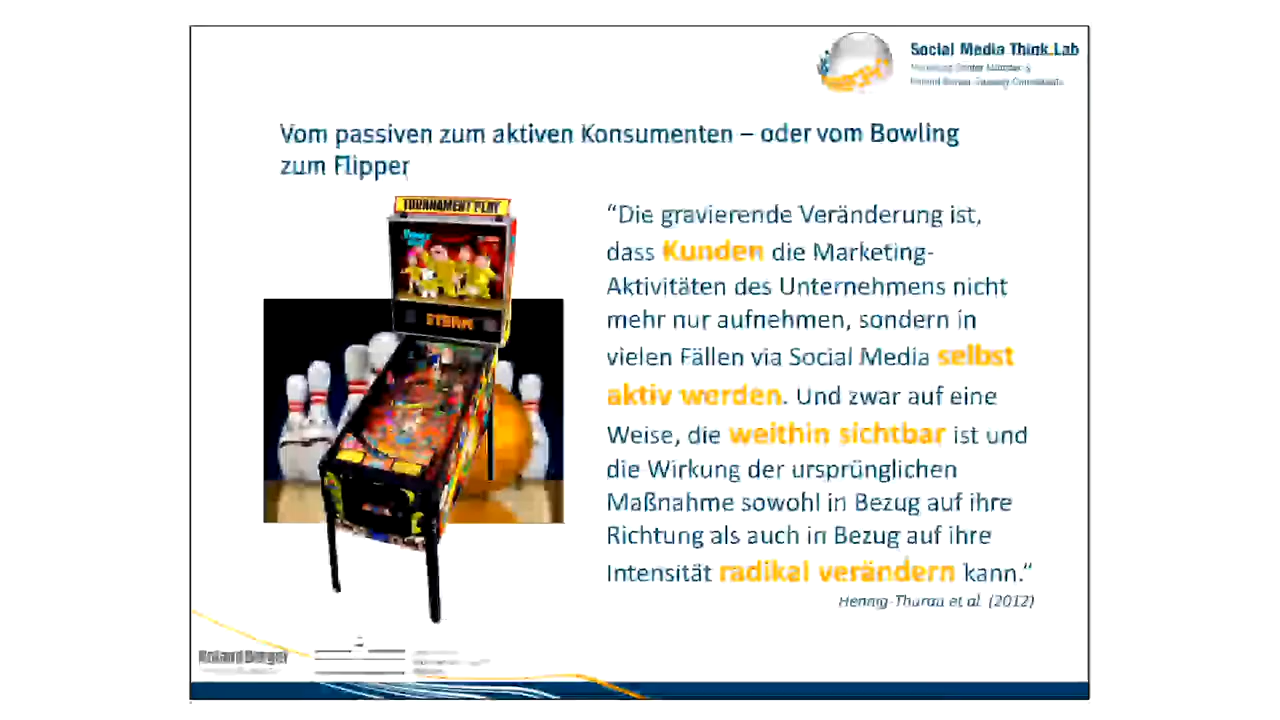 Social Media Think:Lab
Vom passiven zum aktiven Konsumenten – oder vom Bowling
zum Flipper
TOURNAMENT PLAY
STERN
“Die gravierende Veränderung ist,
dass Kunden die Marketing-
Aktivitäten des Unternehmens nicht
mehr nur aufnehmen, sondern in
vielen Fällen via Social Media selbst
aktiv werden. Und zwar auf eine
Weise, die weithin sichtbar ist und
die Wirkung der ursprünglichen
Maßnahme sowohl in Bezug auf ihre
Richtung als auch in Bezug auf ihre
Intensität radikal verändern kann.“
Hennig-Thurau et al. (2012)
Roland Berger